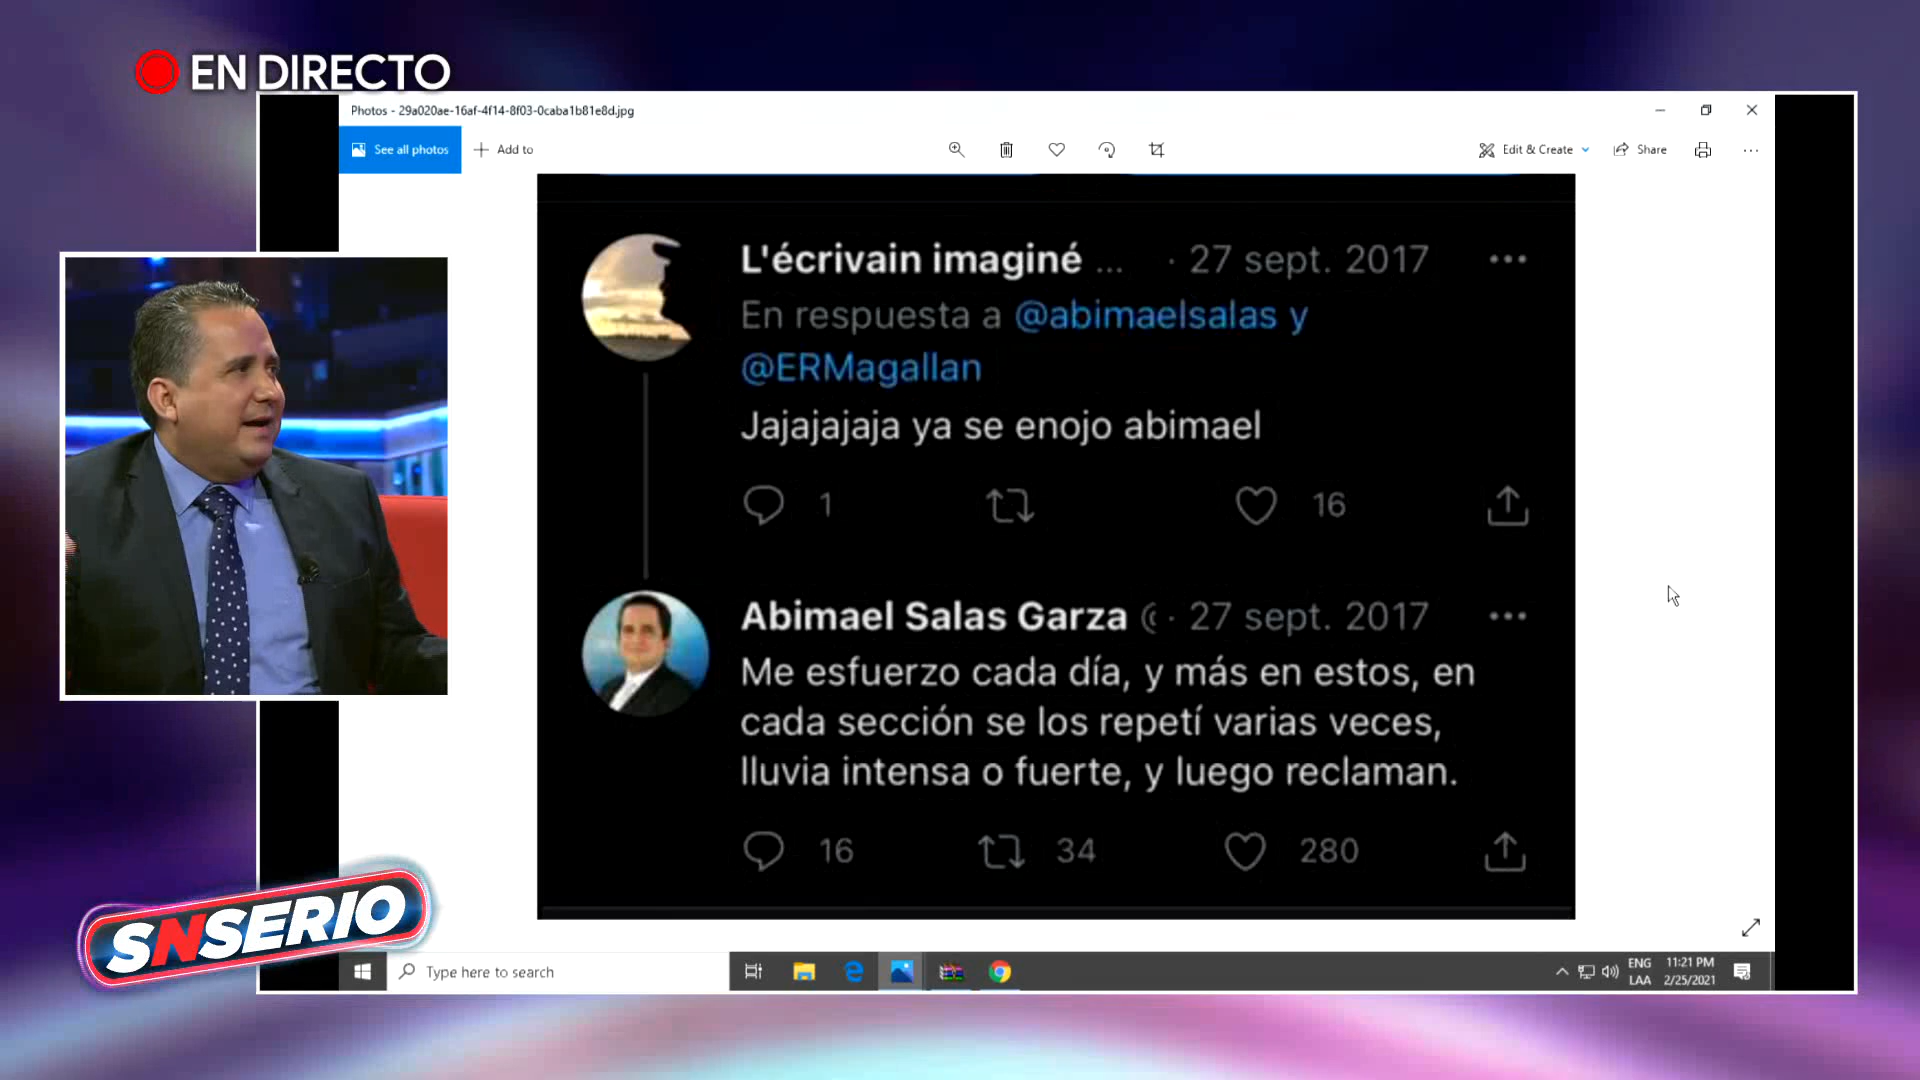 EN DIRECTO
Photos - 29a020ae-16af-4f14-8f03-0caba1b81e8d.jpg
See all photos
Add to
Edit & Create
Share
L'écrivain imaginé ... · 27 sept. 2017
En respuesta a @abimaelsalas y
@ERMagallan
Jajajajaja ya se enojo abimael
1
16
Abimael Salas Garza (· 27 sept. 2017
Me esfuerzo cada día, y más en estos, en
cada sección se los repetí varias veces,
lluvia intensa o fuerte, y luego reclaman.
16
34
280
SNSERIO
Type here to search
ENG
LAA
11:21 PM
2/25/2021